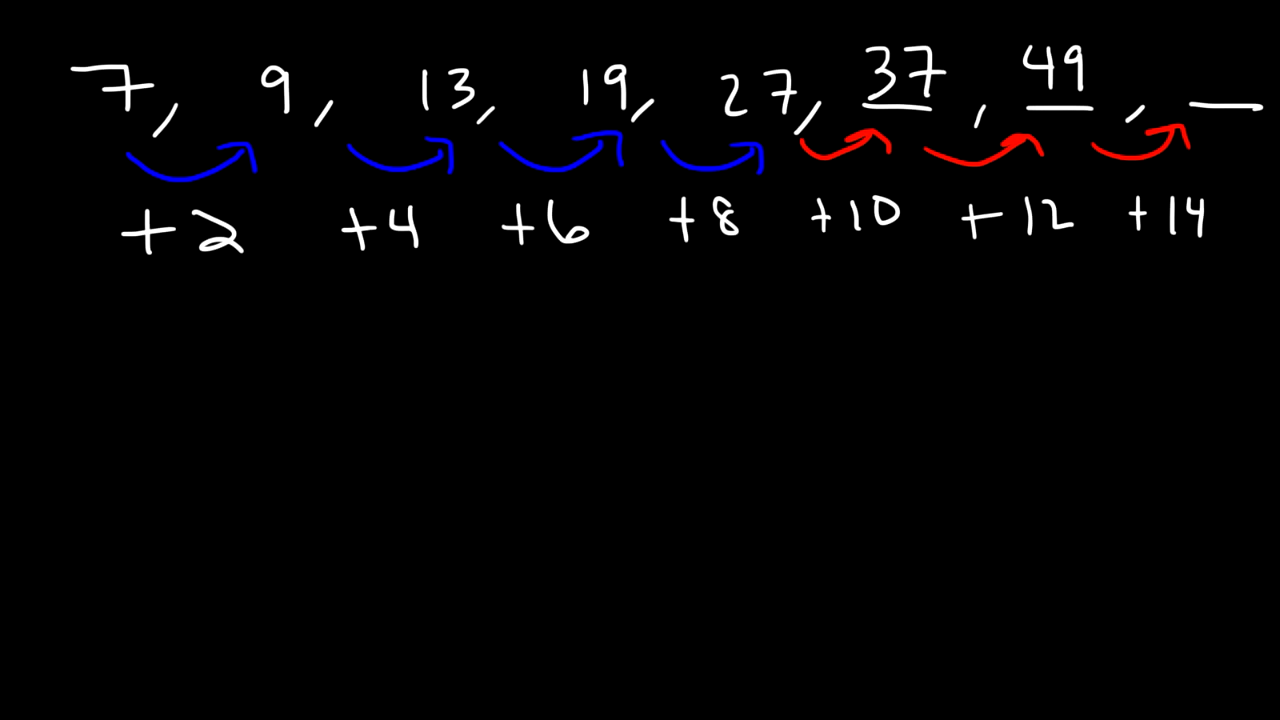 7, 9, 13, 19, 27, 37, 49, __
+2 +4 +6 +8 +10 +12 +14